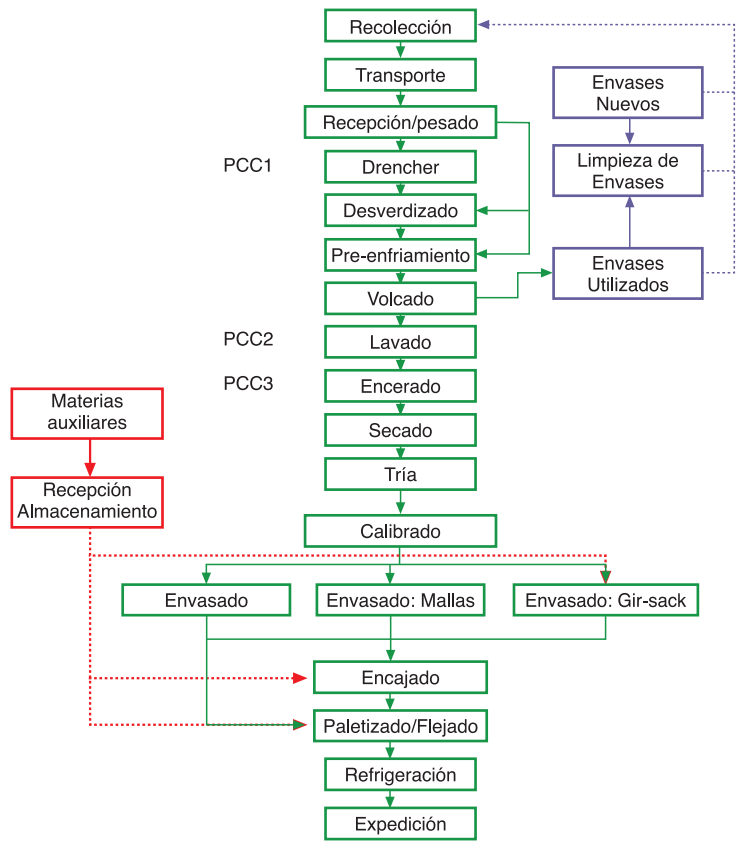 Recolección
Transporte
Envases
Nuevos
Recepción/pesado
PCC1
Drencher
Limpieza de
Envases
Desverdizado
Pre-enfriamiento
Envases
Utilizados
Volcado
PCC2
Lavado
PCC3
Encerado
Materias
auxiliares
Secado
Tría
Recepción
Almacenamiento
Calibrado
Envasado
Envasado: Mallas
Envasado: Gir-sack
Encajado
Paletizado/Flejado
Refrigeración
Expedición